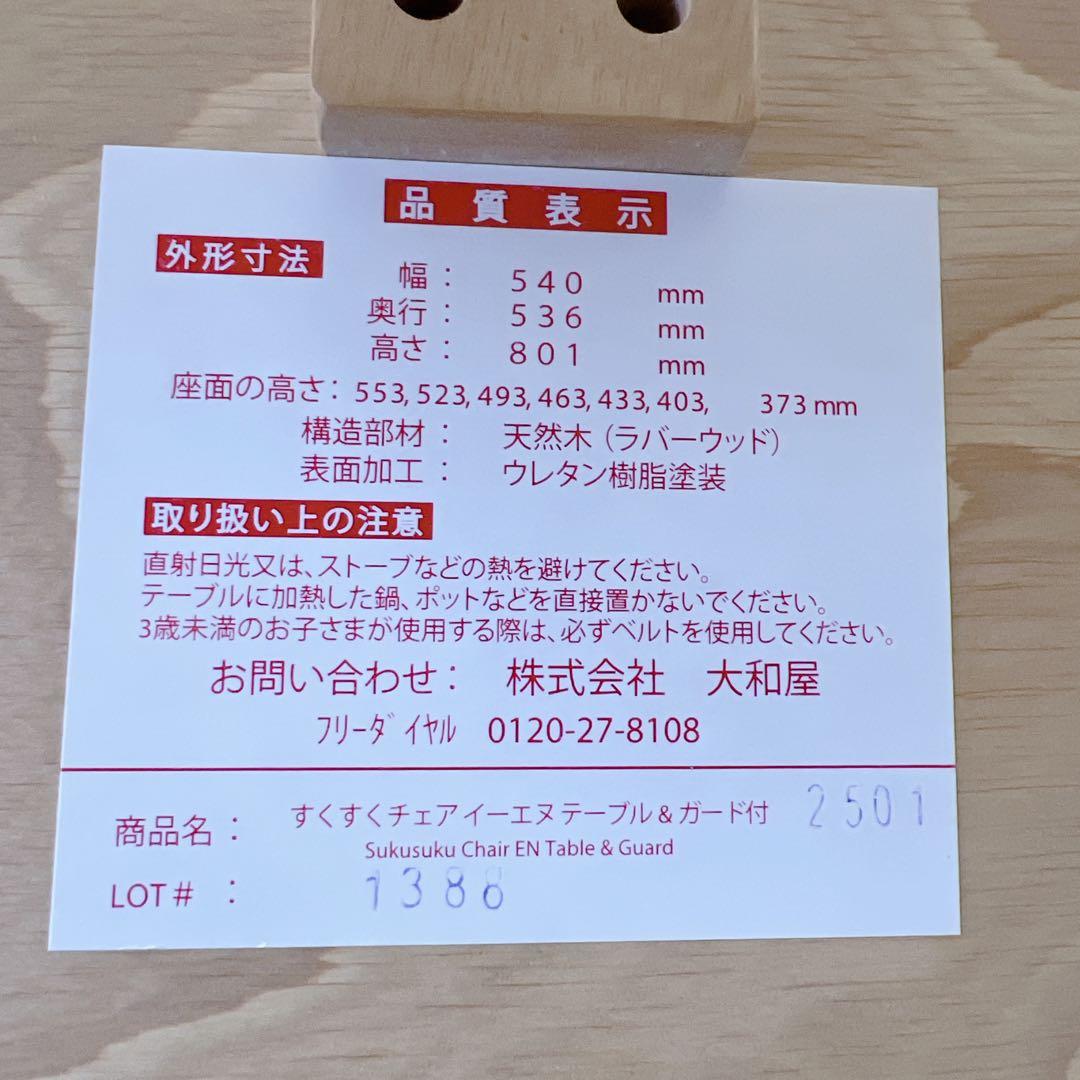 品質表示
外形寸法
幅： 540 mm
奥行： 536 mm
高さ： 801 mm
座面の高さ：553, 523, 493, 463, 433, 403, 373 mm
構造部材： 天然木（ラバーウッド）
表面加工： ウレタン樹脂塗装
取り扱い上の注意
直射日光又は、ストーブなどの熱を避けてください。
テーブルに加熱した鍋、ポットなどを直接置かないでください。
3歳未満のお子さまが使用する際は、必ずベルトを使用してください。
お問い合わせ： 株式会社 大和屋
ﾌﾘｰﾀﾞｲﾔﾙ 0120-27-8108
商品名： すくすくチェアイーエヌテーブル＆ガード付 2501
Sukusuku Chair EN Table & Guard
LOT＃ ： 1388